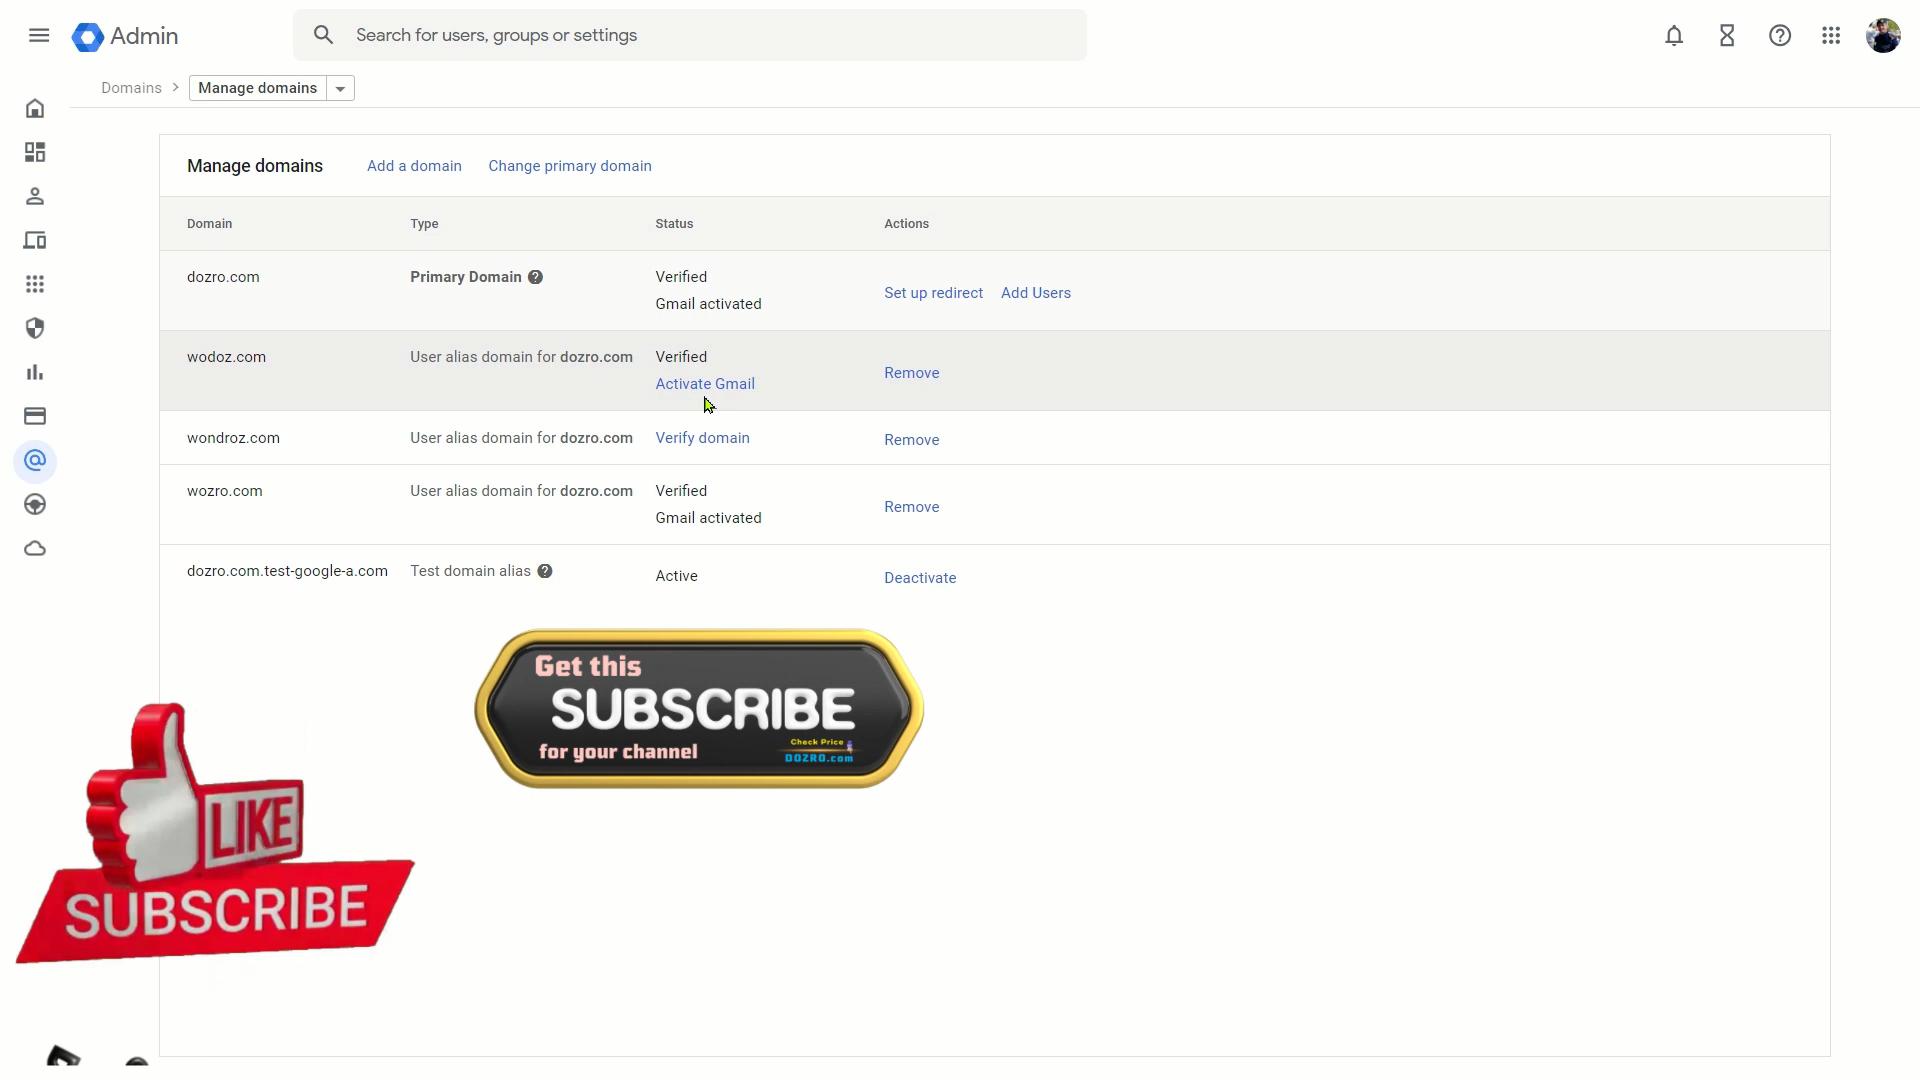 Admin
Search for users, groups or settings
Domains
Manage domains
Manage domains Add a domain Change primary domain
Domain Type Status Actions
dozro.com Primary Domain Verified
Gmail activated
Set up redirect Add Users
wodoz.com User alias domain for dozro.com Verified
Activate Gmail
Remove
wondroz.com User alias domain for dozro.com Verify domain Remove
wozro.com User alias domain for dozro.com Verified
Gmail activated
Remove
dozro.com.test-google-a.com Test domain alias Active Deactivate
Get this
SUBSCRIBE
for your channel
Check Price
DOZRO.com
LIKE
SUBSCRIBE